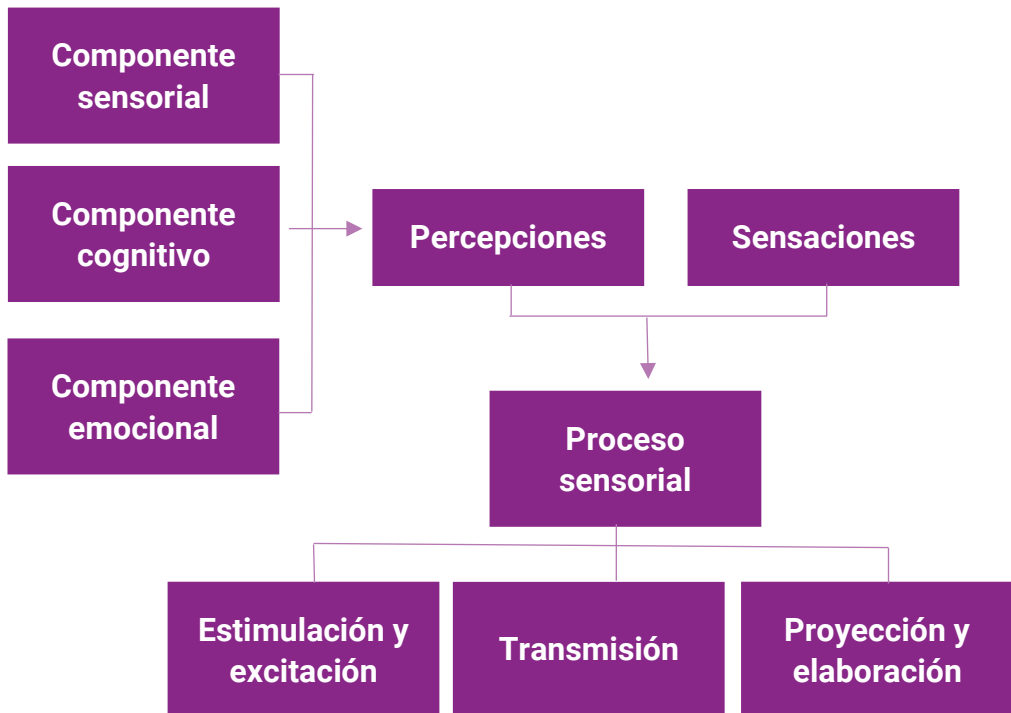 Componente
sensorial
Componente
cognitivo
Componente
emocional
Percepciones
Sensaciones
Proceso
sensorial
Estimulación y
excitación
Transmisión
Proyección y
elaboración